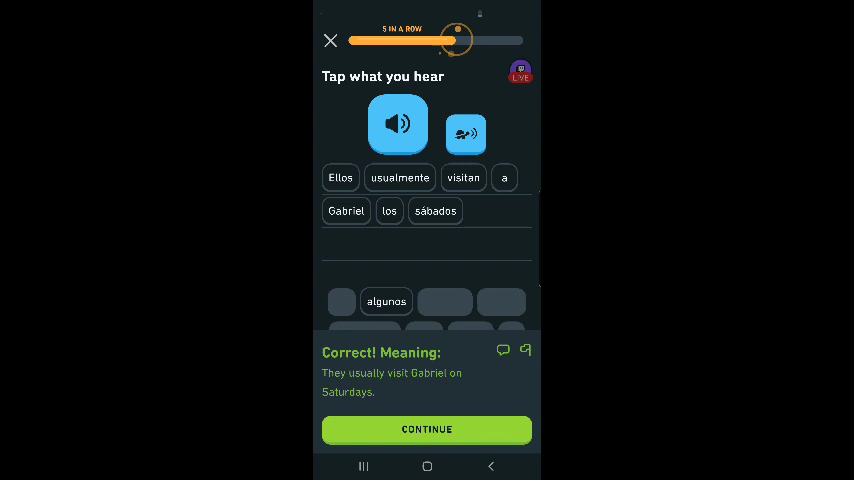 5 IN A ROW
Tap what you hear
LIVE
Ellos usualmente visitan a
Gabriel los sábados
algunos
Correct! Meaning:
They usually visit Gabriel on
Saturdays.
CONTINUE